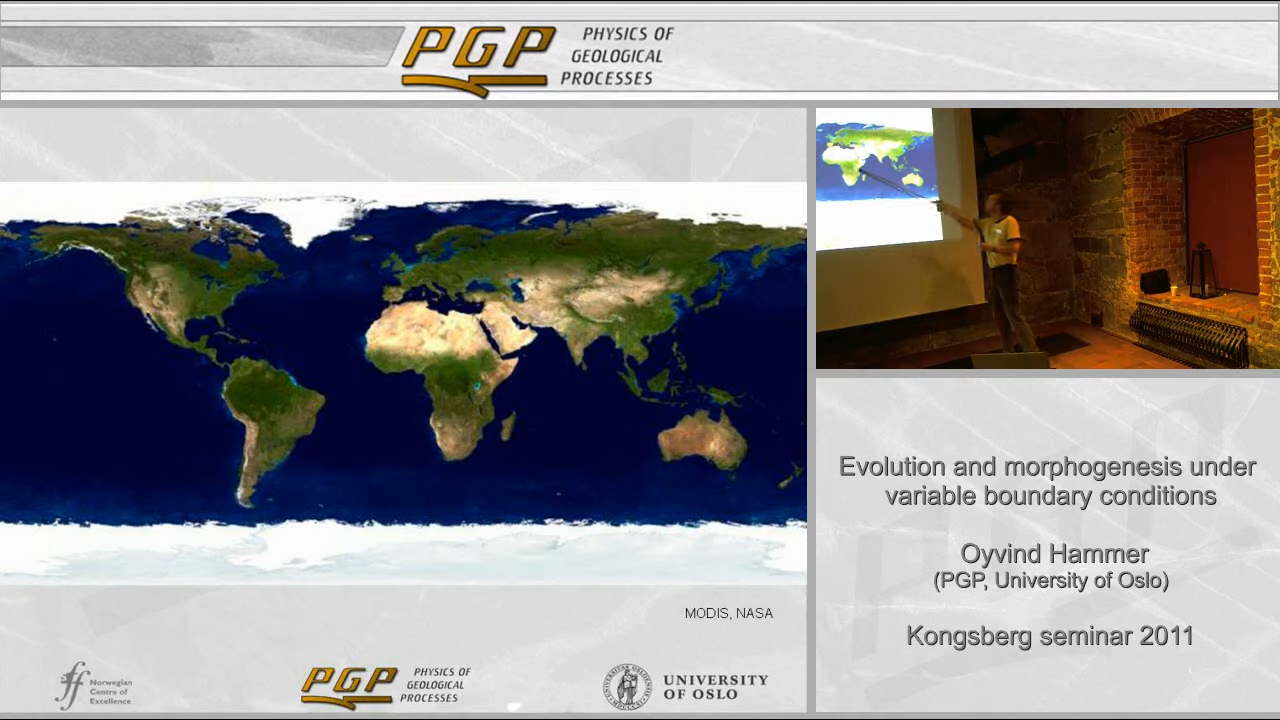 PGP
PHYSICS OF
GEOLOGICAL
PROCESSES
MODIS, NASA
Norwegian
Centre of
Excellence
PGP
PHYSICS OF
GEOLOGICAL
PROCESSES
UNIVERSITY
OF OSLO
Evolution and morphogenesis under
variable boundary conditions
Oyvind Hammer
(PGP, University of Oslo)
Kongsberg seminar 2011